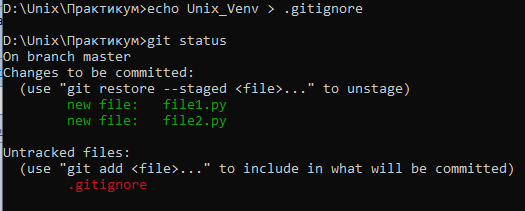 D:\Unix\Практикум>echo Unix_Venv > .gitignore
D:\Unix\Практикум>git status
On branch master
Changes to be committed:
  (use "git restore --staged <file>..." to unstage)
        new file:   file1.py
        new file:   file2.py
Untracked files:
  (use "git add <file>..." to include in what will be committed)
        .gitignore